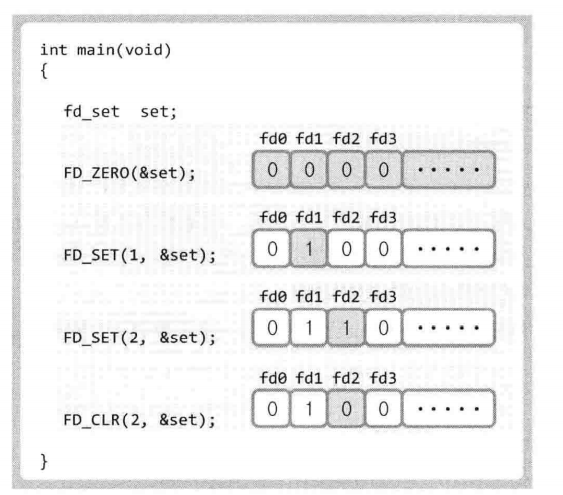 int main(void)
{
fd_set set;
fd0 fd1 fd2 fd3
FD_ZERO(&set); 0 0 0 0 ·····
fd0 fd1 fd2 fd3
FD_SET(1, &set); 0 1 0 0 ·····
fd0 fd1 fd2 fd3
FD_SET(2, &set); 0 1 1 0 ·····
fd0 fd1 fd2 fd3
FD_CLR(2, &set); 0 1 0 0 ·····
}